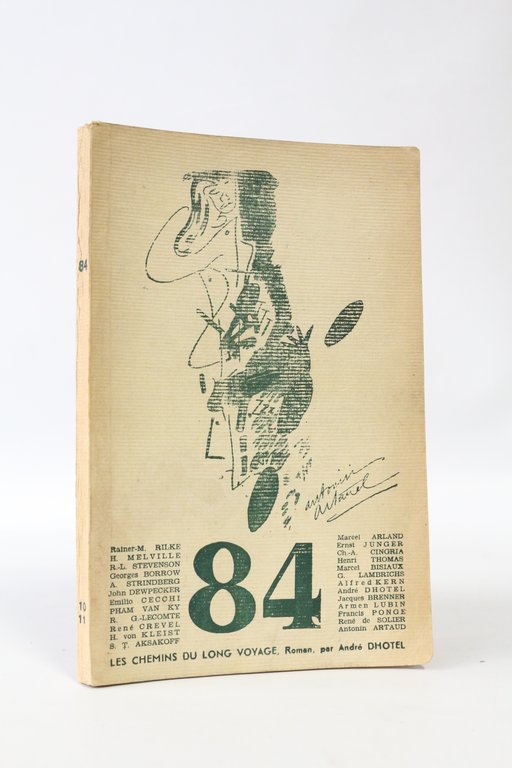 84
10
11
antonin
artaud
Rainer-M. RILKE
H. MELVILLE
R.-L. STEVENSON
Georges BORROW
A. STRINDBERG
John DEWPECKER
Emilio CECCHI
PHAM VAN KY
R. G.-LECOMTE
René CREVEL
H. von KLEIST
S. T. AKSAKOFF
84
Marcel ARLAND
Ernst JUNGER
Ch.-A. CINGRIA
Henri THOMAS
Marcel BISIAUX
G. LAMBRICHS
Alfred KERN
André DHOTEL
Jacques BRENNER
Armen LUBIN
Francis PONGE
René de SOLIER
Antonin ARTAUD
LES CHEMINS DU LONG VOYAGE, Roman, par André DHOTEL